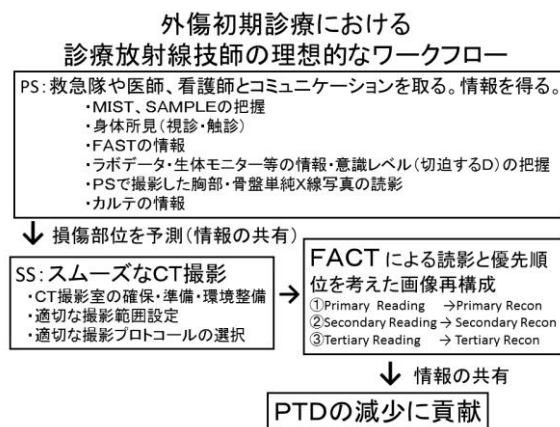 外傷初期診療における
診療放射線技師の理想的なワークフロー
PS:救急隊や医師、看護師とコミュニケーションを取る。情報を得る。
・MIST、SAMPLEの把握
・身体所見(視診・触診)
・FASTの情報
・ラボデータ・生体モニター等の情報・意識レベル(切迫するD)の把握
・PSで撮影した胸部・骨盤単純X線写真の読影
・カルテの情報
↓ 損傷部位を予測(情報の共有)
SS:スムーズなCT撮影
・CT撮影室の確保・準備・環境整備
・適切な撮影範囲設定
・適切な撮影プロトコールの選択
→
FACTによる読影と優先順
位を考えた画像再構成
①Primary Reading →Primary Recon
②Secondary Reading→ Secondary Recon
③Tertiary Reading → Tertiary Recon
↓ 情報の共有
PTDの減少に貢献